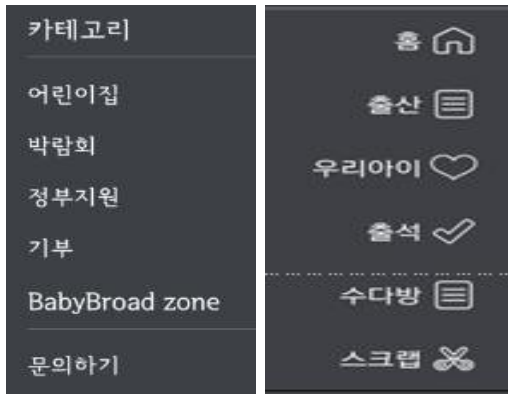 카테고리
어린이집
박람회
정부지원
기부
BabyBroad zone
문의하기
홈
출산
우리아이
출석
수다방
스크랩